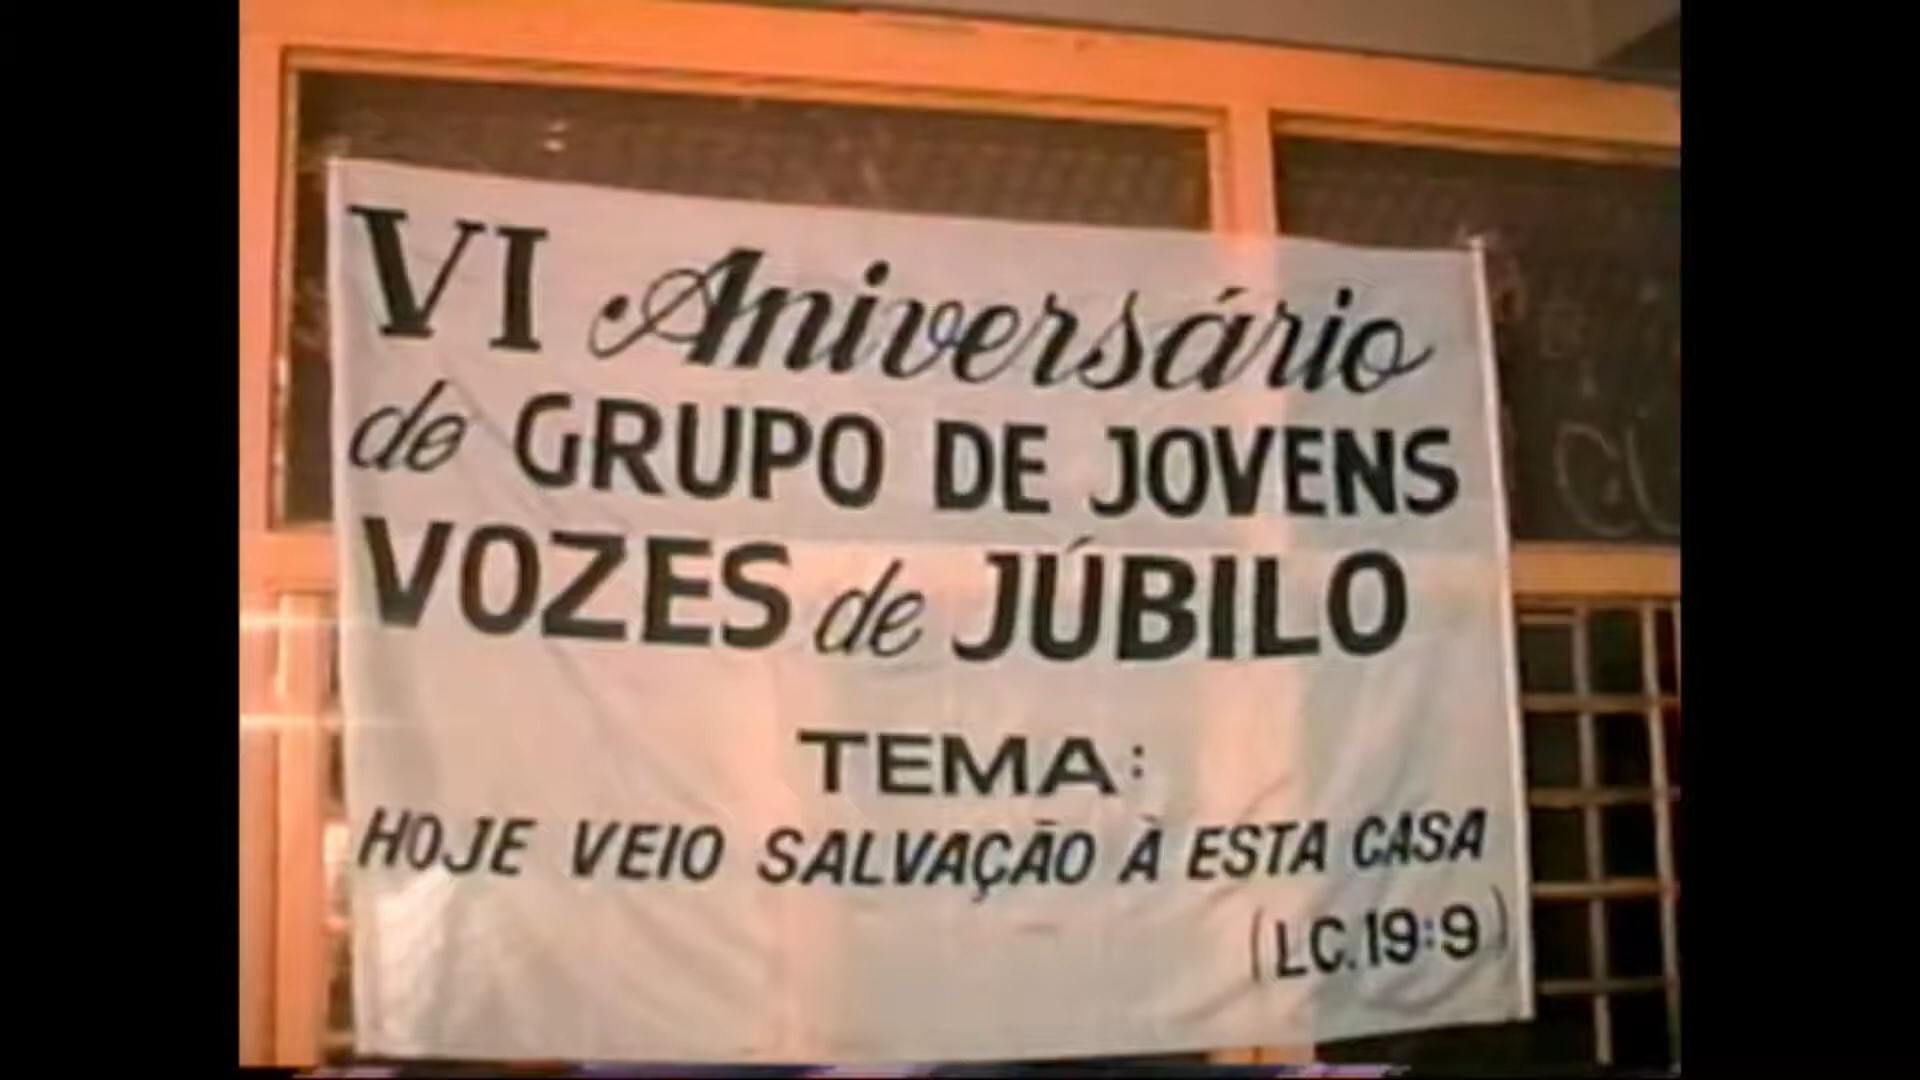 VI Aniversário
de GRUPO DE JOVENS
VOZES de JÚBILO
TEMA:
HOJE VEIO SALVAÇÃO À ESTA CASA
(LC. 19:9)